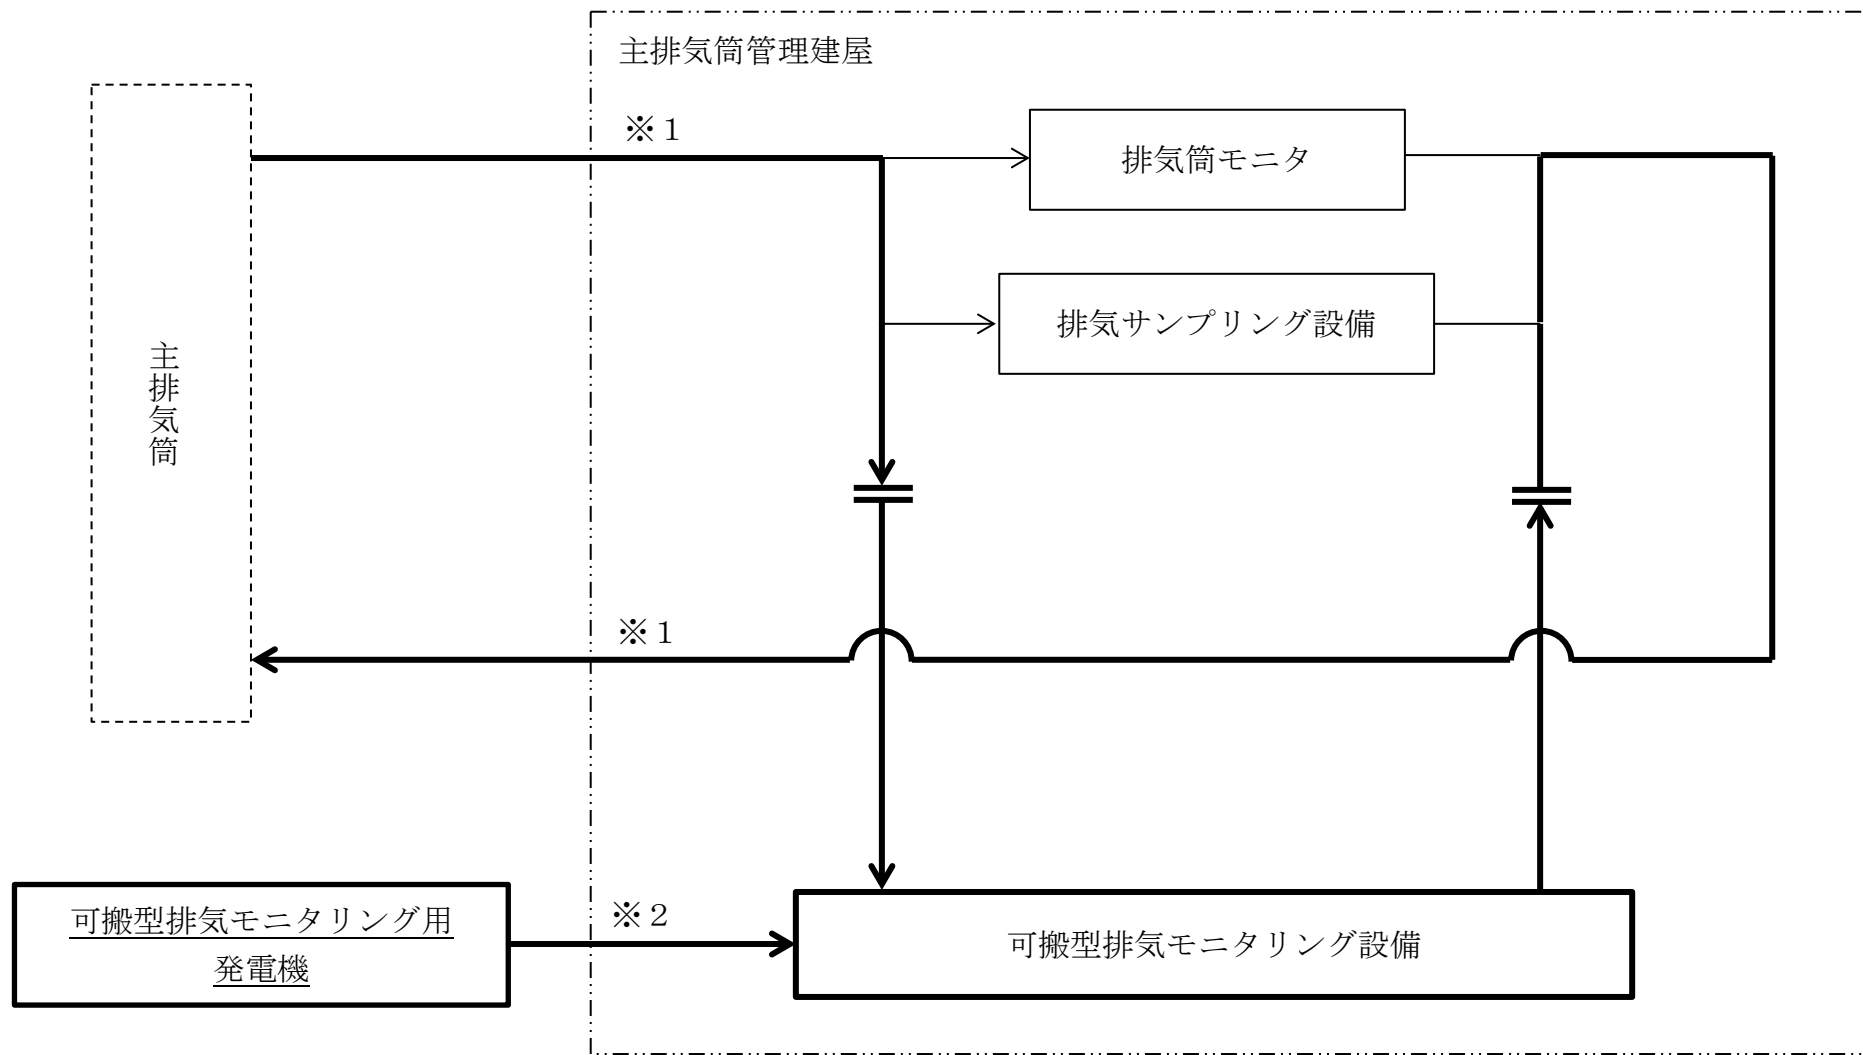 主排気筒管理建屋
※１
排気筒モニタ
排気サンプリング設備
主排気筒
※１
可搬型排気モニタリング用
発電機
※２
可搬型排気モニタリング設備